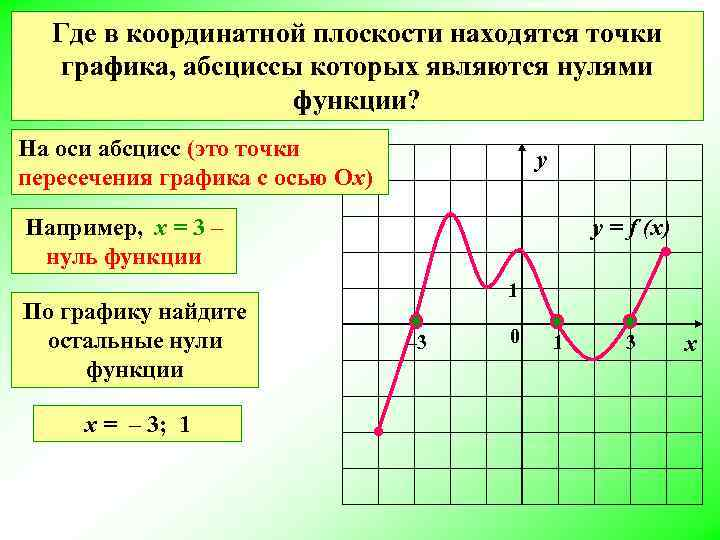 Где в координатной плоскости находятся точки
графика, абсциссы которых являются нулями
функции?
На оси абсцисс (это точки
пересечения графика с осью Ох)
Например, х = 3 –
нуль функции
По графику найдите
остальные нули
функции
х = – 3; 1
у
у = f (x)
1
– 3
0
1
3
х